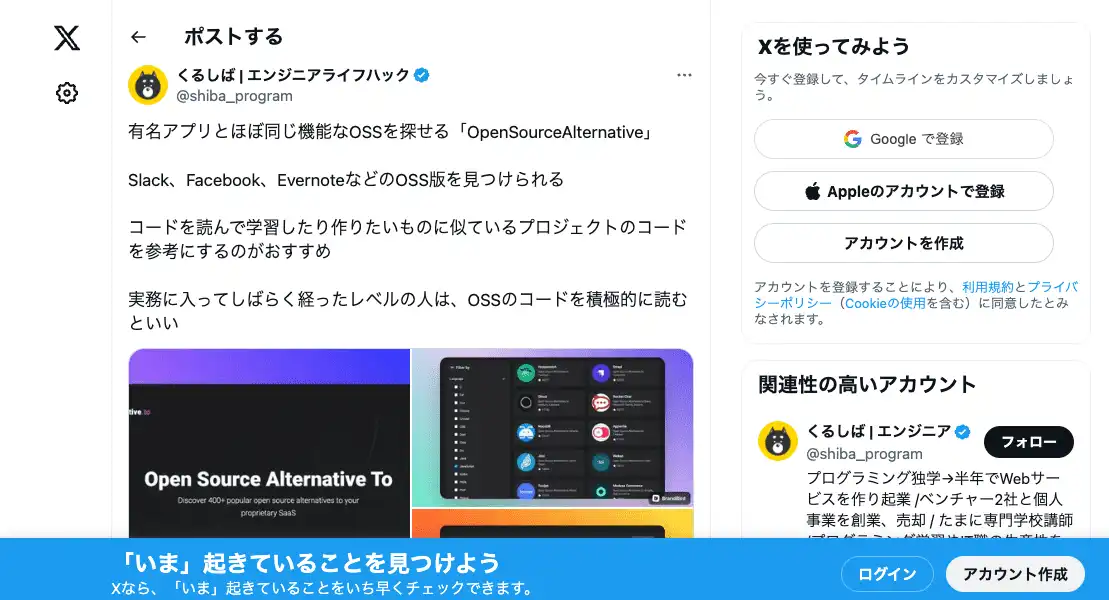 ポストする
くるしば | エンジニアライフハック
@shiba_program
有名アプリとほぼ同じ機能なOSSを探せる「OpenSourceAlternative」
Slack、Facebook、EvernoteなどのOSS版を見つけられる
コードを読んで学習したり作りたいものに似ているプロジェクトのコード
を参考にするのがおすすめ
実務に入ってしばらく経ったレベルの人は、OSSのコードを積極的に読む
といい
tive.io
Open Source Alternative To
Discover 400+ popular open source alternatives to your
proprietary SaaS
Filter by
BrandBird
Xを使ってみよう
今すぐ登録して、タイムラインをカスタマイズしましょ
う。
Google で登録
Appleのアカウントで登録
アカウントを作成
アカウントを登録することにより、利用規約とプライバ
シーポリシー（Cookieの使用を含む）に同意したとみ
なされます。
関連性の高いアカウント
くるしば | エンジニア
@shiba_program
フォロー
プログラミング独学→半年でWebサー
ビスを作り起業 /ベンチャー2社と個人
事業を創業、売却 / たまに専門学校講師
「いま」起きていることを見つけよう
Xなら、「いま」起きていることをいち早くチェックできます。
ログイン
アカウント作成